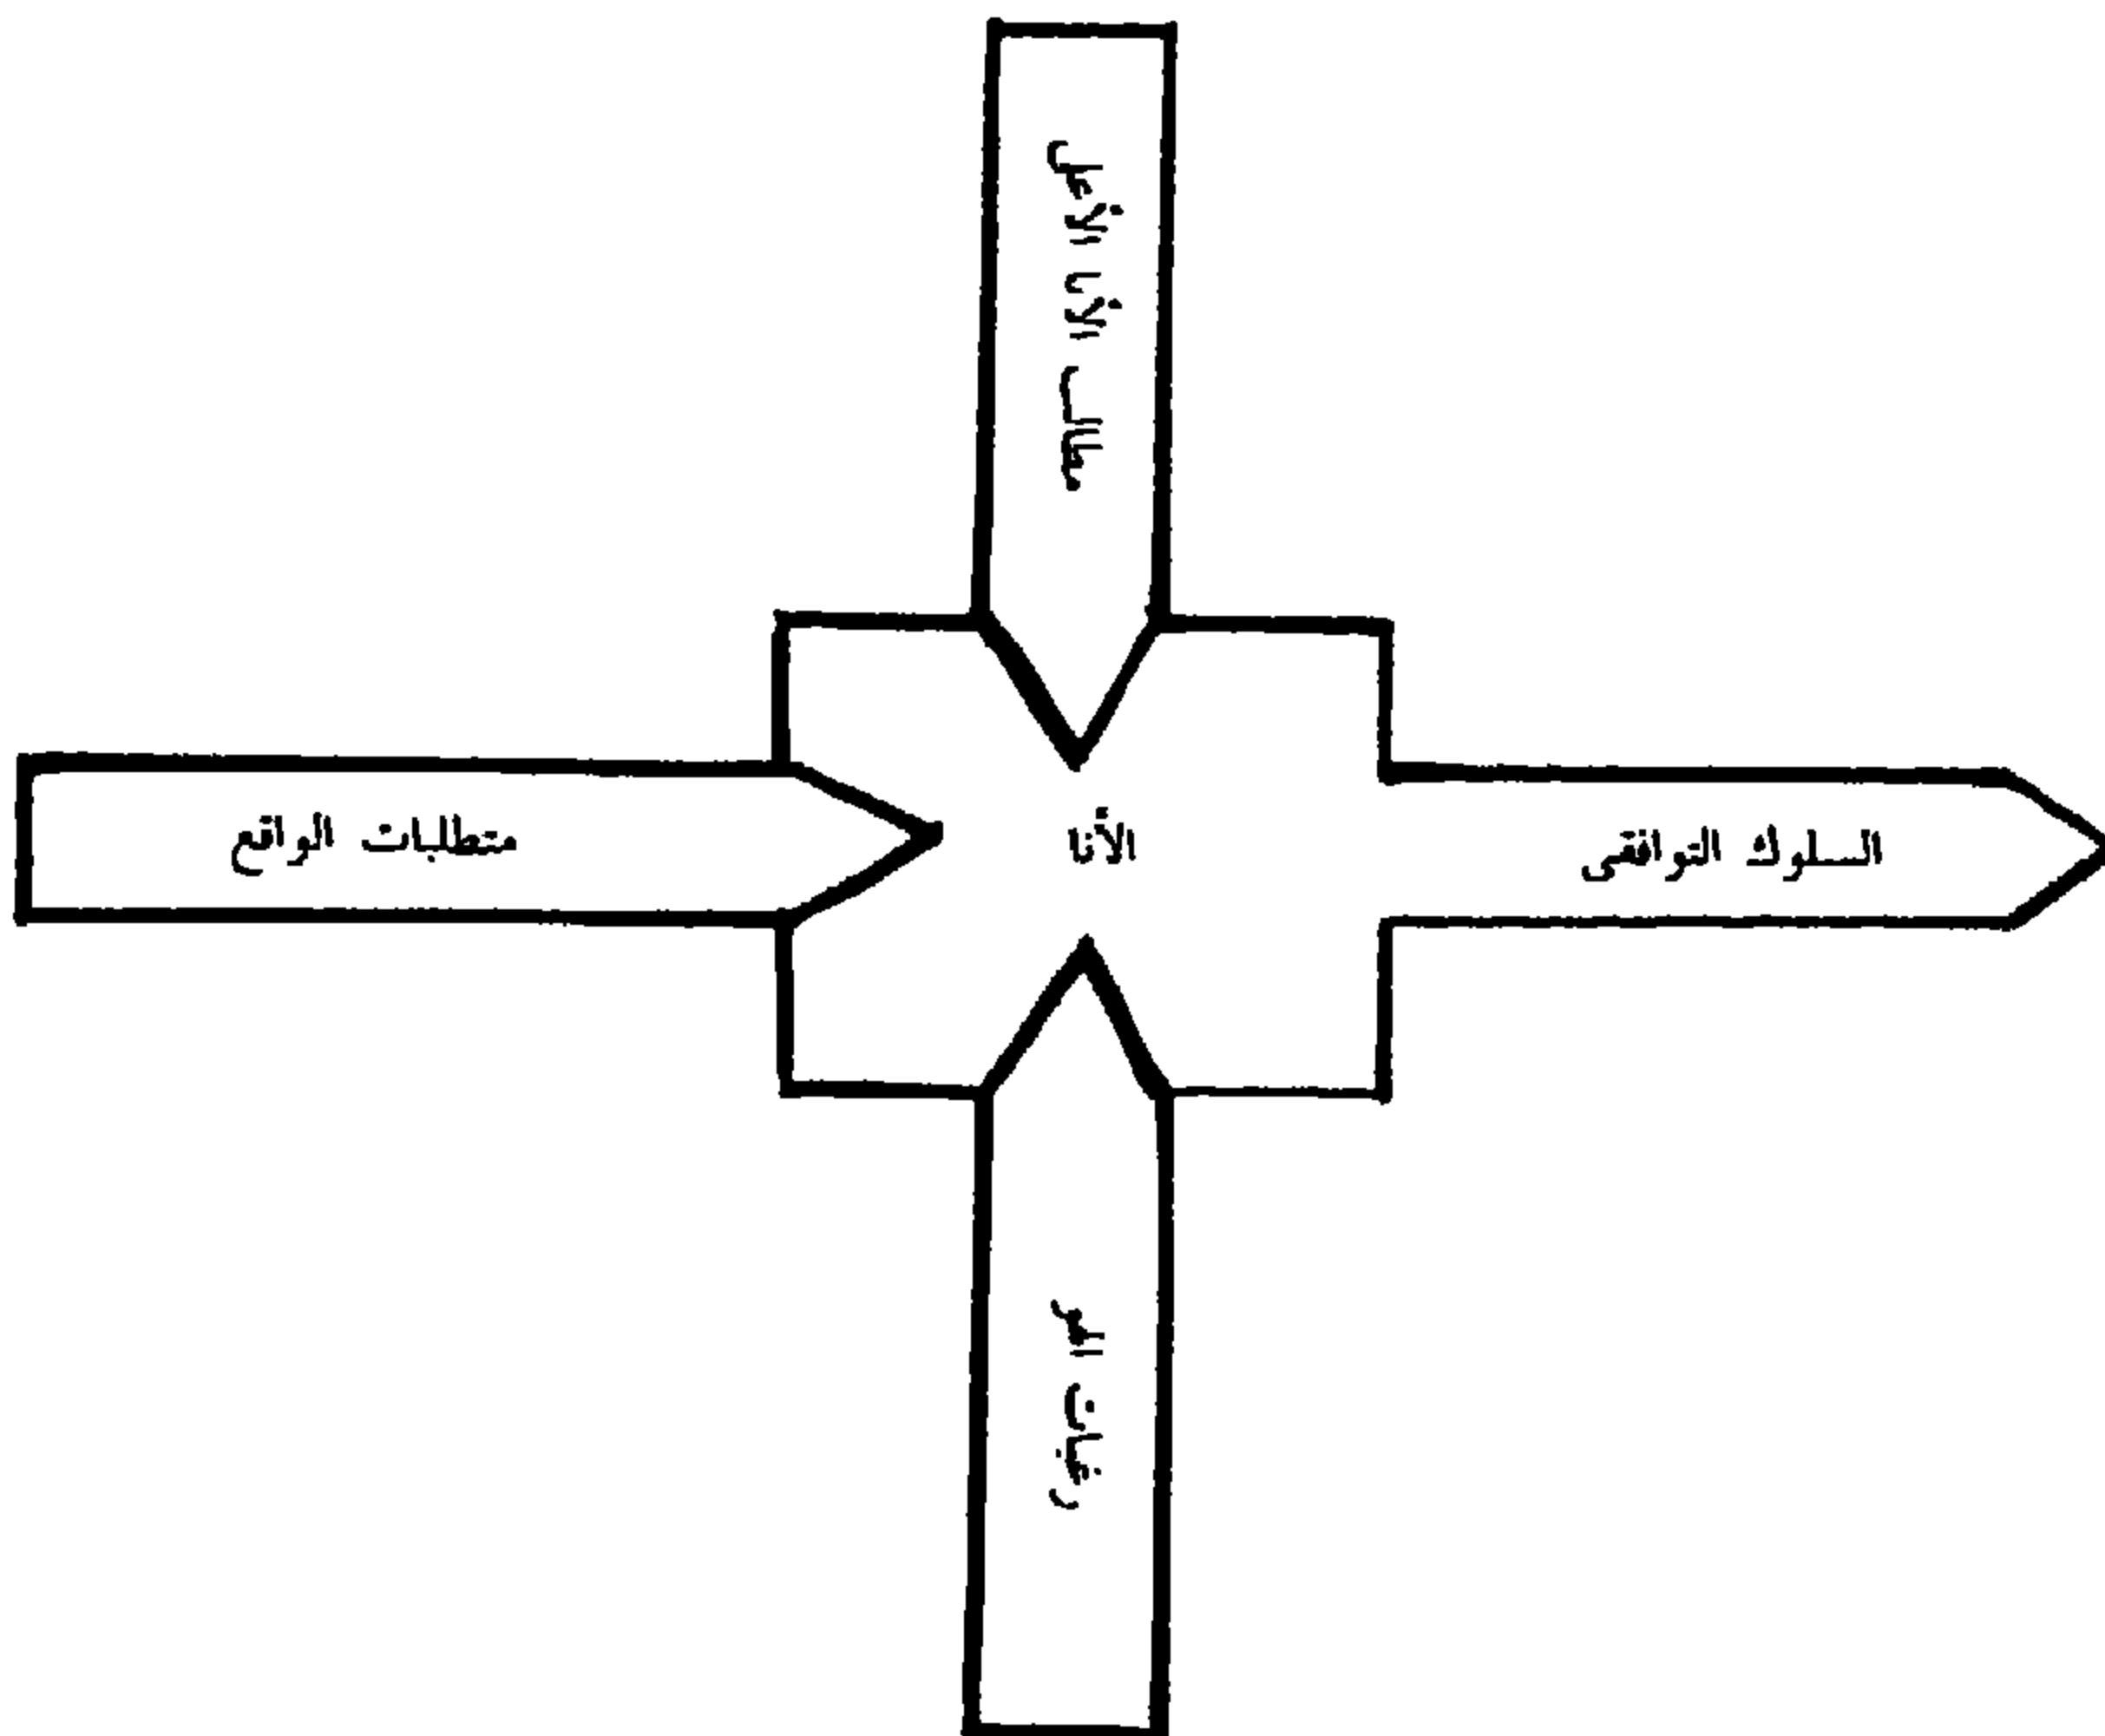 مطالب الأنا الأعلى
متطلبات الواقع
الأنا
السلوك التوافقى
رغبات الهو